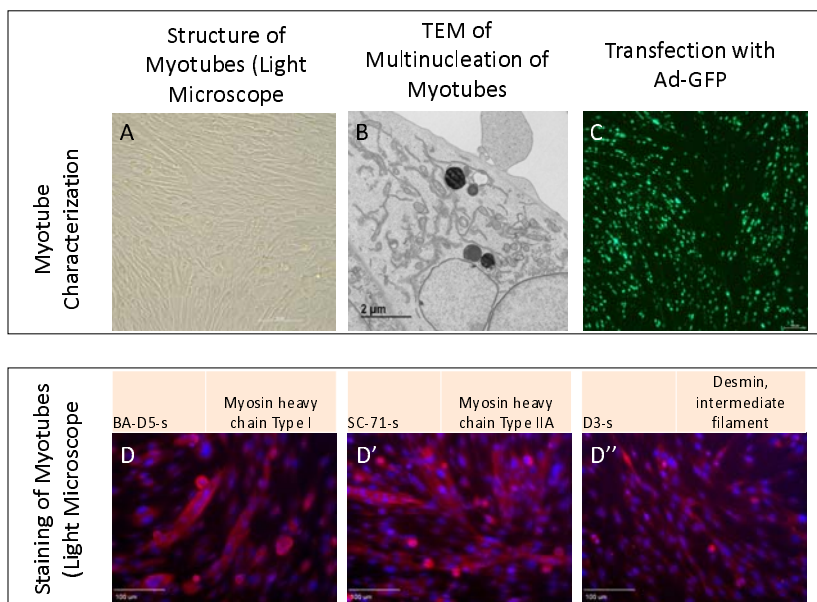 Structure of
Myotubes (Light
Microscope
TEM of
Multinucleation of
Myotubes
Transfection with
Ad-GFP
Myotube
Characterization
A
B
C
2 µm
Staining of Myotubes
(Light Microscope
BA-D5-s
Myosin heavy
chain Type I
SC-71-s
Myosin heavy
chain Type IIA
D3-s
Desmin,
intermediate
filament
D
D’
D’’
100 µm
100 µm
100 µm